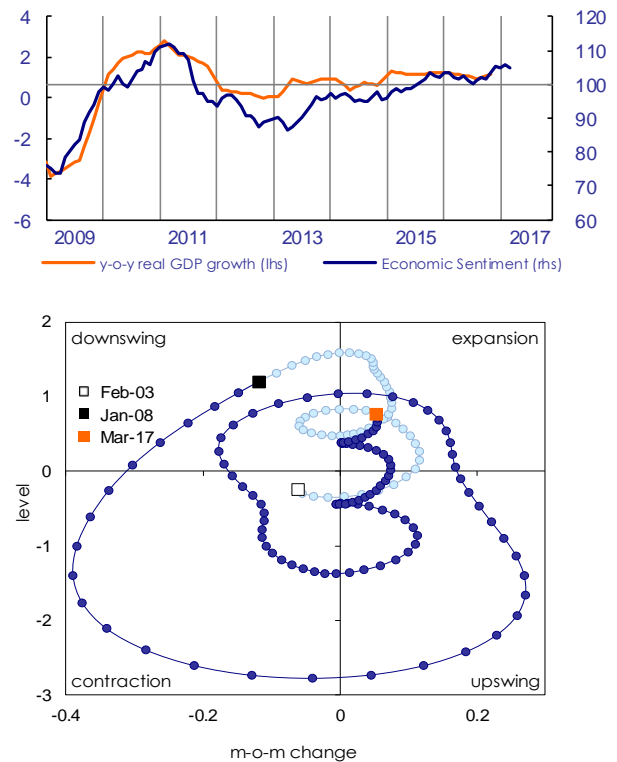 4 120
2 110
0 100
-2 90
-4 80
-6 70
60
2009 2011 2013 2015 2017
y-o-y real GDP growth (lhs) Economic Sentiment (rhs)
2
downswing expansion
Feb-03
1
Jan-08
Mar-17
0
level
-1
-2
contraction upswing
-3
-0.4 -0.2 0 0.2
m-o-m change